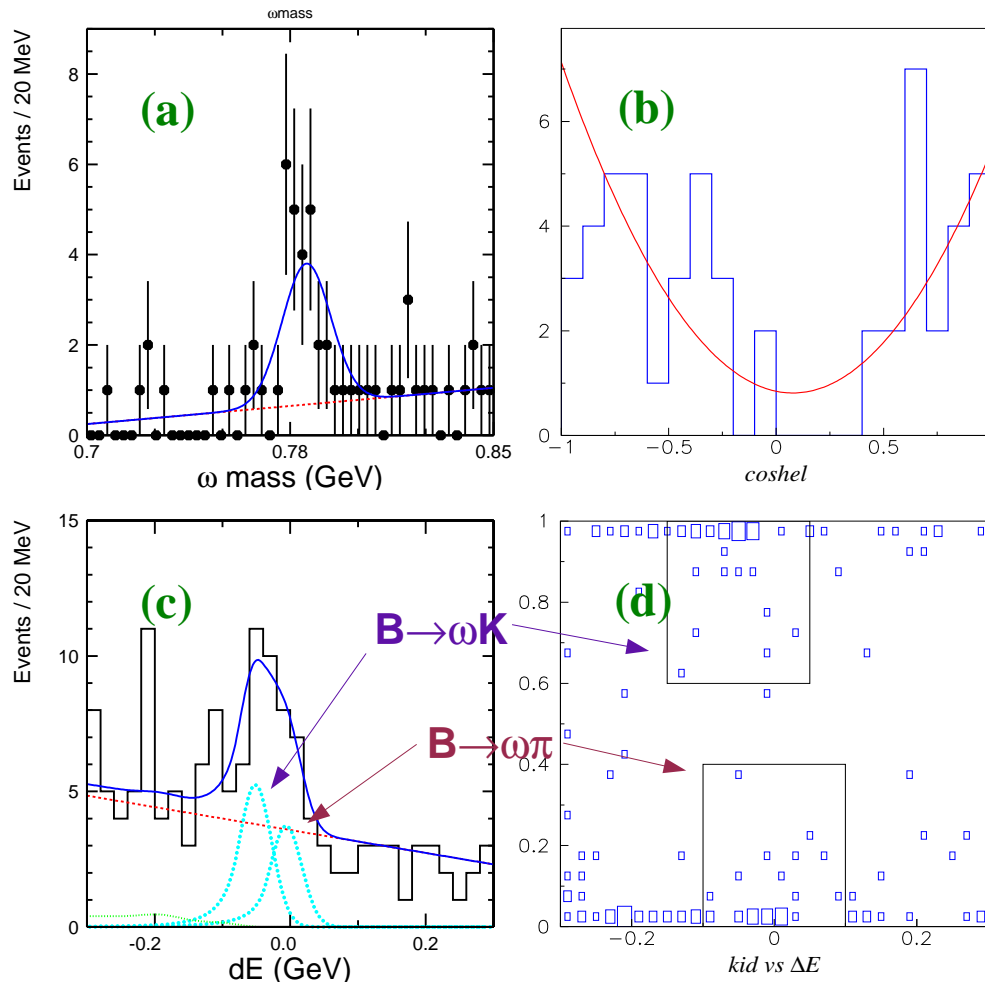 ωmass
Events / 20 MeV
8
6
4
2
0
0.7
0.78
0.85
ω mass (GeV)
(a)
6
4
2
0
-1
-0.5
0
0.5
coshel
(b)
Events / 20 MeV
15
10
5
0
-0.2
0.0
0.2
dE (GeV)
(c)
B→ωK
B→ωπ
1
0.8
0.6
0.4
0.2
0
-0.2
0
0.2
kid vs ΔE
(d)